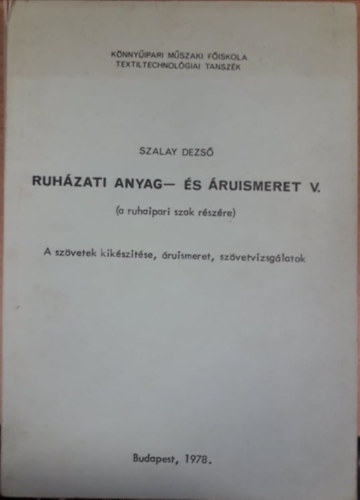 KÖNNYŰIPARI MŰSZAKI FŐISKOLA
TEXTILTECHNOLÓGIAI TANSZÉK
SZALAY DEZSŐ
RUHÁZATI ANYAG— ÉS ÁRUISMERET V.
(a ruhaipari szak részére)
A szövetek kikészitése, áruismeret, szövetvizsgálatok
Budapest, 1978.